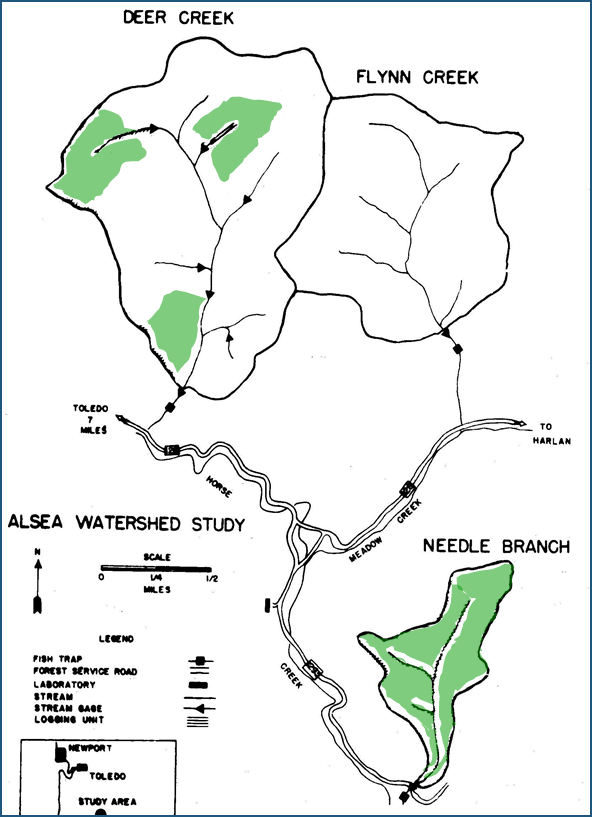 DEER CREEK
FLYNN CREEK
TOLEDO
7
MILES
TO
HARLAN
HORSE
CREEK
MEADOW
CREEK
ALSEA WATERSHED STUDY
NEEDLE BRANCH
N
SCALE
0 1/4 1/2
MILES
LEGEND
FISH TRAP
FOREST SERVICE ROAD
LABORATORY
STREAM
STREAM GAGE
LOGGING UNIT
NEWPORT
TOLEDO
STUDY AREA